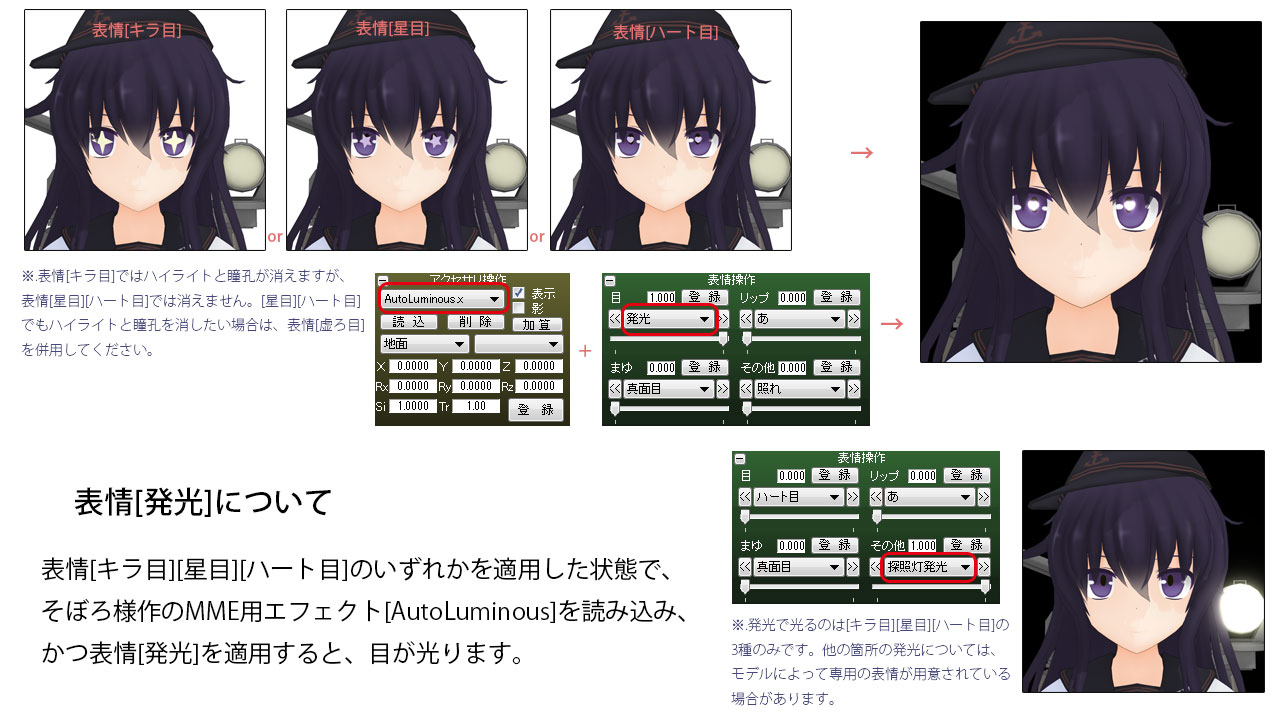 表情[キラ目]
表情[星目]
表情[ハート目]
or
or
→
※.表情[キラ目]ではハイライトと瞳孔が消えますが、
表情[星目][ハート目]では消えません。[星目][ハート目]
でもハイライトと瞳孔を消したい場合は、表情[虚ろ目]
を併用してください。
アクセサリ操作
AutoLuminous.x
表示
影
読 込
削 除
加 算
地面
X 0.0000 Y 0.0000 Z 0.0000
Rx 0.0000 Ry 0.0000 Rz 0.0000
Si 1.0000 Tr 1.00 登 録
+
表情操作
目 1.000 登 録 リップ 0.000 登 録
<< 発光 >> << あ >>
まゆ 0.000 登 録 その他 0.000 登 録
<< 真面目 >> << 照れ >>
→
表情[発光]について
表情[キラ目][星目][ハート目]のいずれかを適用した状態で、
そぼろ様作のMME用エフェクト[AutoLuminous]を読み込み、
かつ表情[発光]を適用すると、目が光ります。
表情操作
目 0.000 登 録 リップ 0.000 登 録
<< ハート目 >> << あ >>
まゆ 0.000 登 録 その他 1.000 登 録
<< 真面目 >> << 探照灯発光 >>
※.発光で光るのは[キラ目][星目][ハート目]の
3種のみです。他の箇所の発光については、
モデルによって専用の表情が用意されている
場合があります。